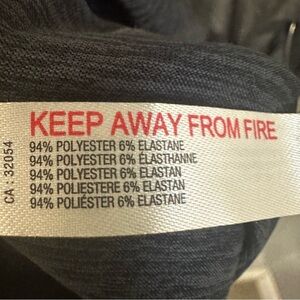 KEEP AWAY FROM FIRE
94% POLYESTER 6% ELASTANE
94% POLYESTER 6% ÉLASTHANNE
94% POLYESTER 6% ELASTAN
94% POLIESTERE 6% ELASTAN
94% POLIÉSTER 6% ELASTANE
CA : 32054